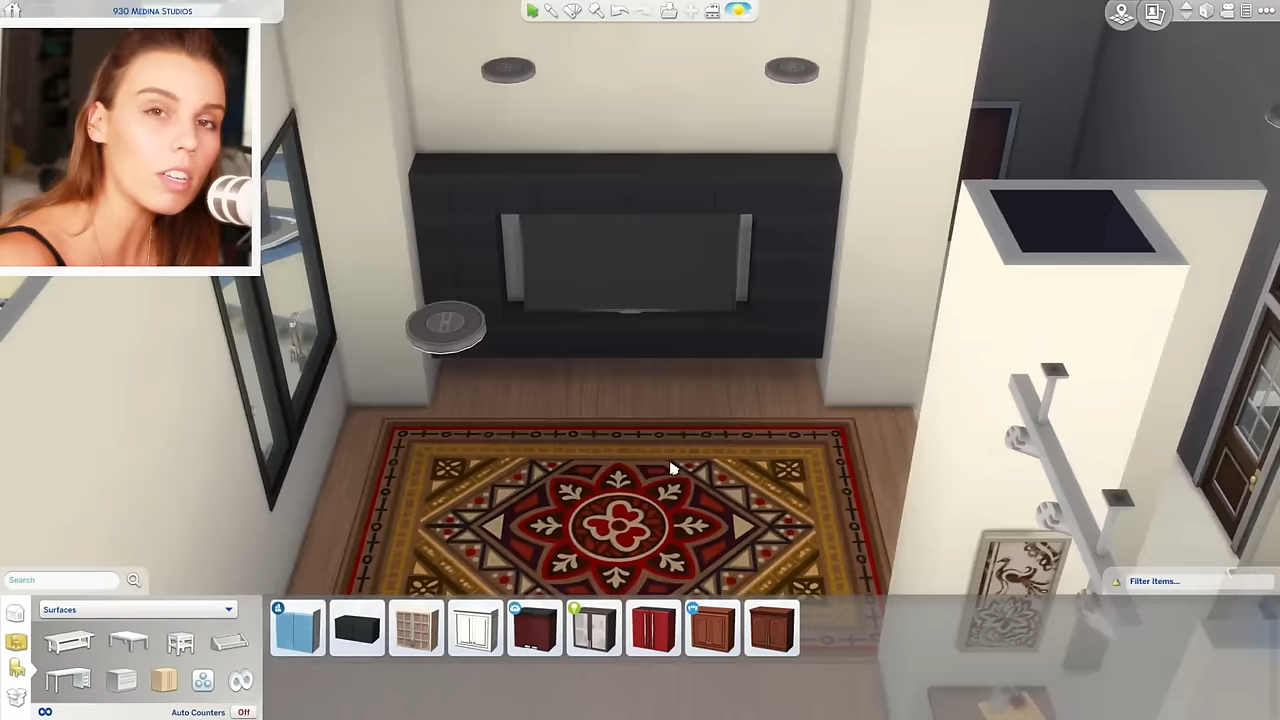 930 MEDINA STUDIOS
Search
Surfaces
Filter Items...
Auto Counters Off